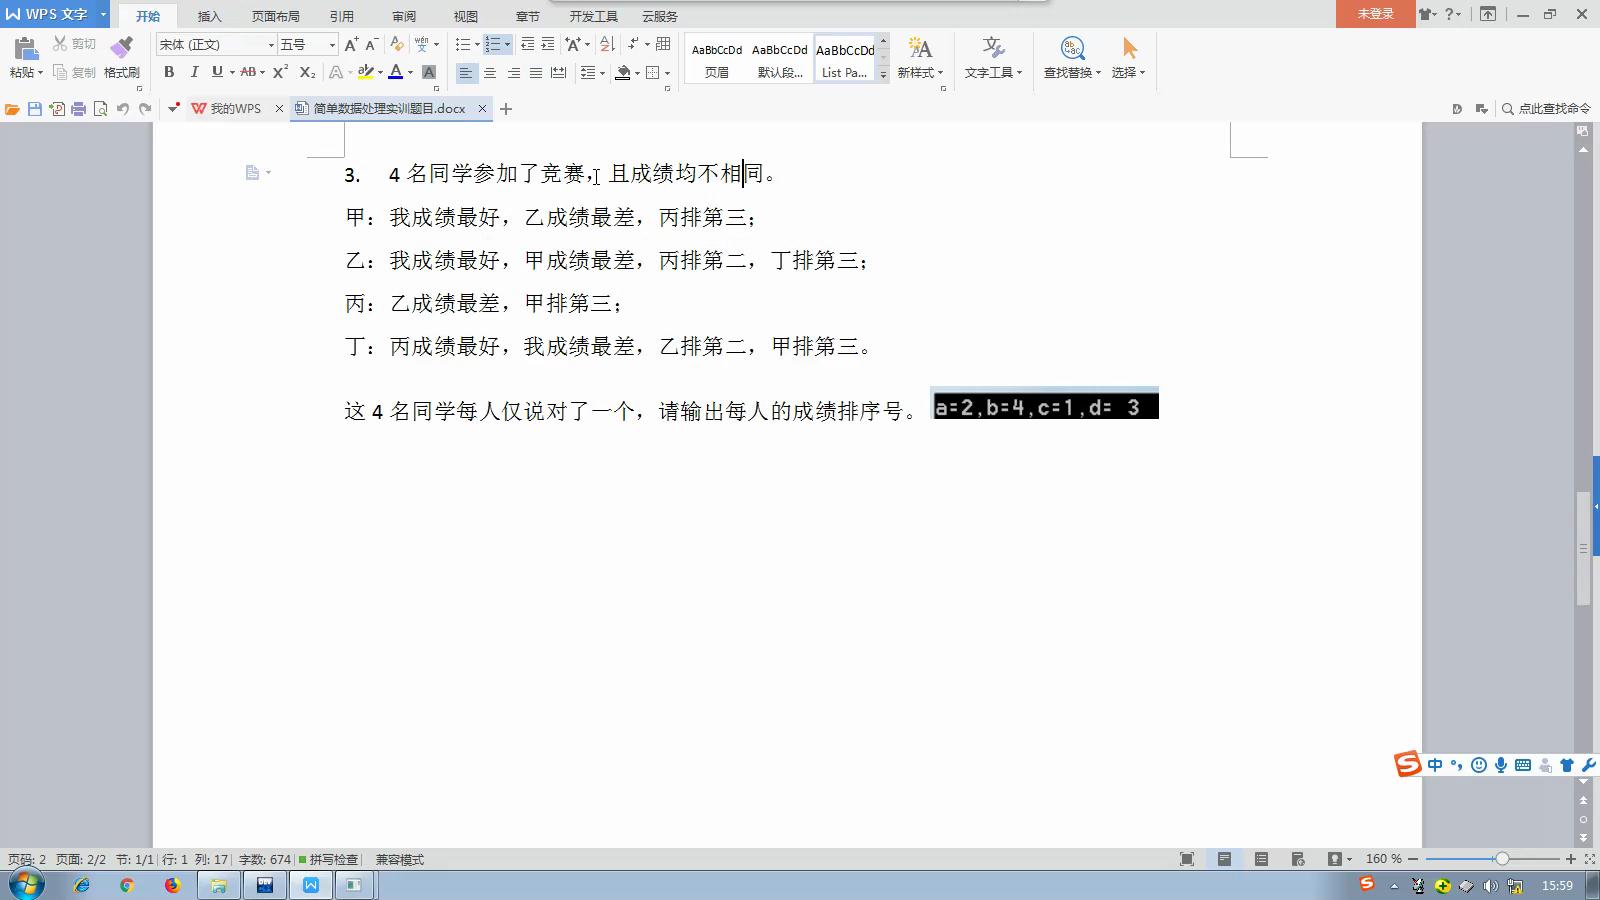 WPS 文字 开始 插入 页面布局 引用 审阅 视图 章节 开发工具 云服务 未登录
剪切 宋体 (正文) 五号 AaBbCcDd AaBbCcDd AaBbCcDd
粘贴 复制 格式刷 B I U AB X² X₂ A A A 页眉 默认段... List Pa... 新样式 文字工具 查找替换 选择
我的WPS 简单数据处理实训题目.docx 点此查找命令
3. 4 名同学参加了竞赛，且成绩均不相同。
甲：我成绩最好，乙成绩最差，丙排第三；
乙：我成绩最好，甲成绩最差，丙排第二，丁排第三；
丙：乙成绩最差，甲排第三；
丁：丙成绩最好，我成绩最差，乙排第二，甲排第三。
这 4 名同学每人仅说对了一个，请输出每人的成绩排序号。 a=2,b=4,c=1,d= 3
中
页码: 2 页面: 2/2 节: 1/1 行: 1 列: 17 字数: 674 拼写检查 兼容模式 160 %
15:59